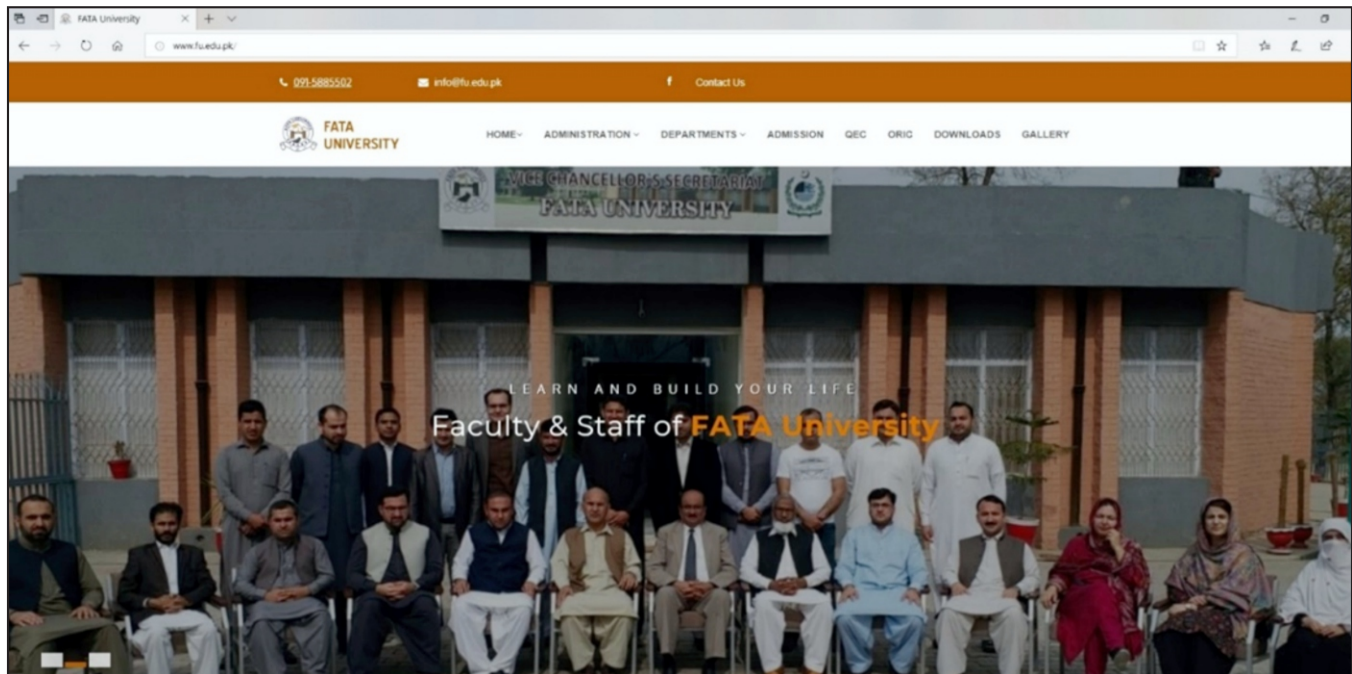 FATA University
www.fu.edu.pk/
091-5885502 info@fu.edu.pk f Contact Us
FATA
UNIVERSITY
HOME ADMINISTRATION DEPARTMENTS ADMISSION QEC ORIC DOWNLOADS GALLERY
VICE CHANCELLOR'S SECRETARIAT
FATA UNIVERSITY
LEARN AND BUILD YOUR LIFE
Faculty & Staff of FATA University